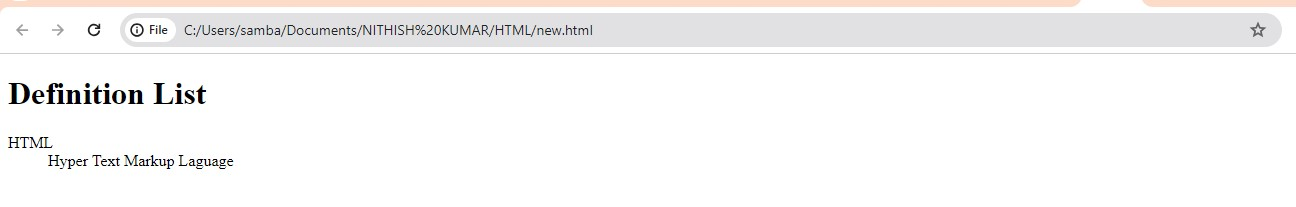 File C:/Users/samba/Documents/NITHISH%20KUMAR/HTML/new.html
Definition List
HTML
Hyper Text Markup Laguage